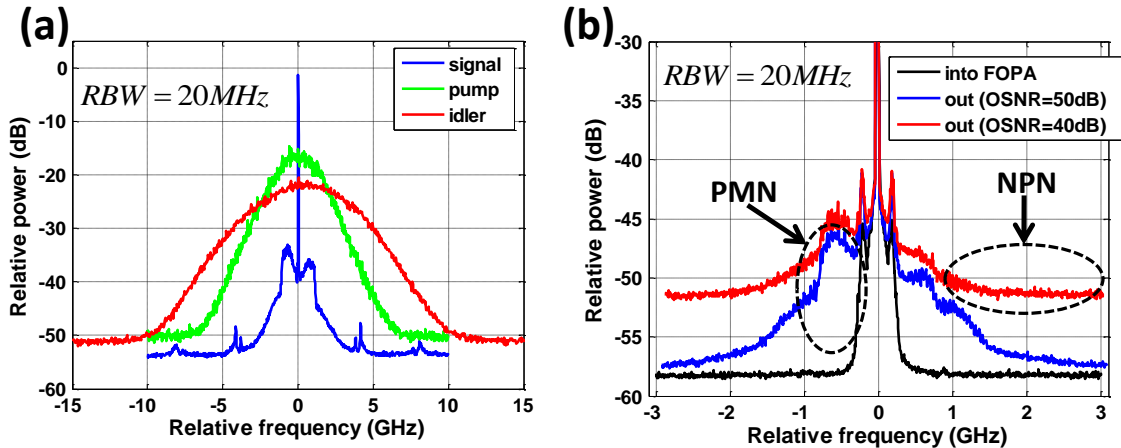 (a)
RBW = 20MHz
signal
pump
idler
Relative power (dB)
0
-10
-20
-30
-40
-50
-60
-15
-10
-5
0
5
10
15
Relative frequency (GHz)
(b)
RBW = 20MHz
into FOPA
out (OSNR=50dB)
out (OSNR=40dB)
PMN
NPN
Relative power (dB)
-30
-35
-40
-45
-50
-55
-60
-3
-2
-1
0
1
2
3
Relative frequency (GHz)